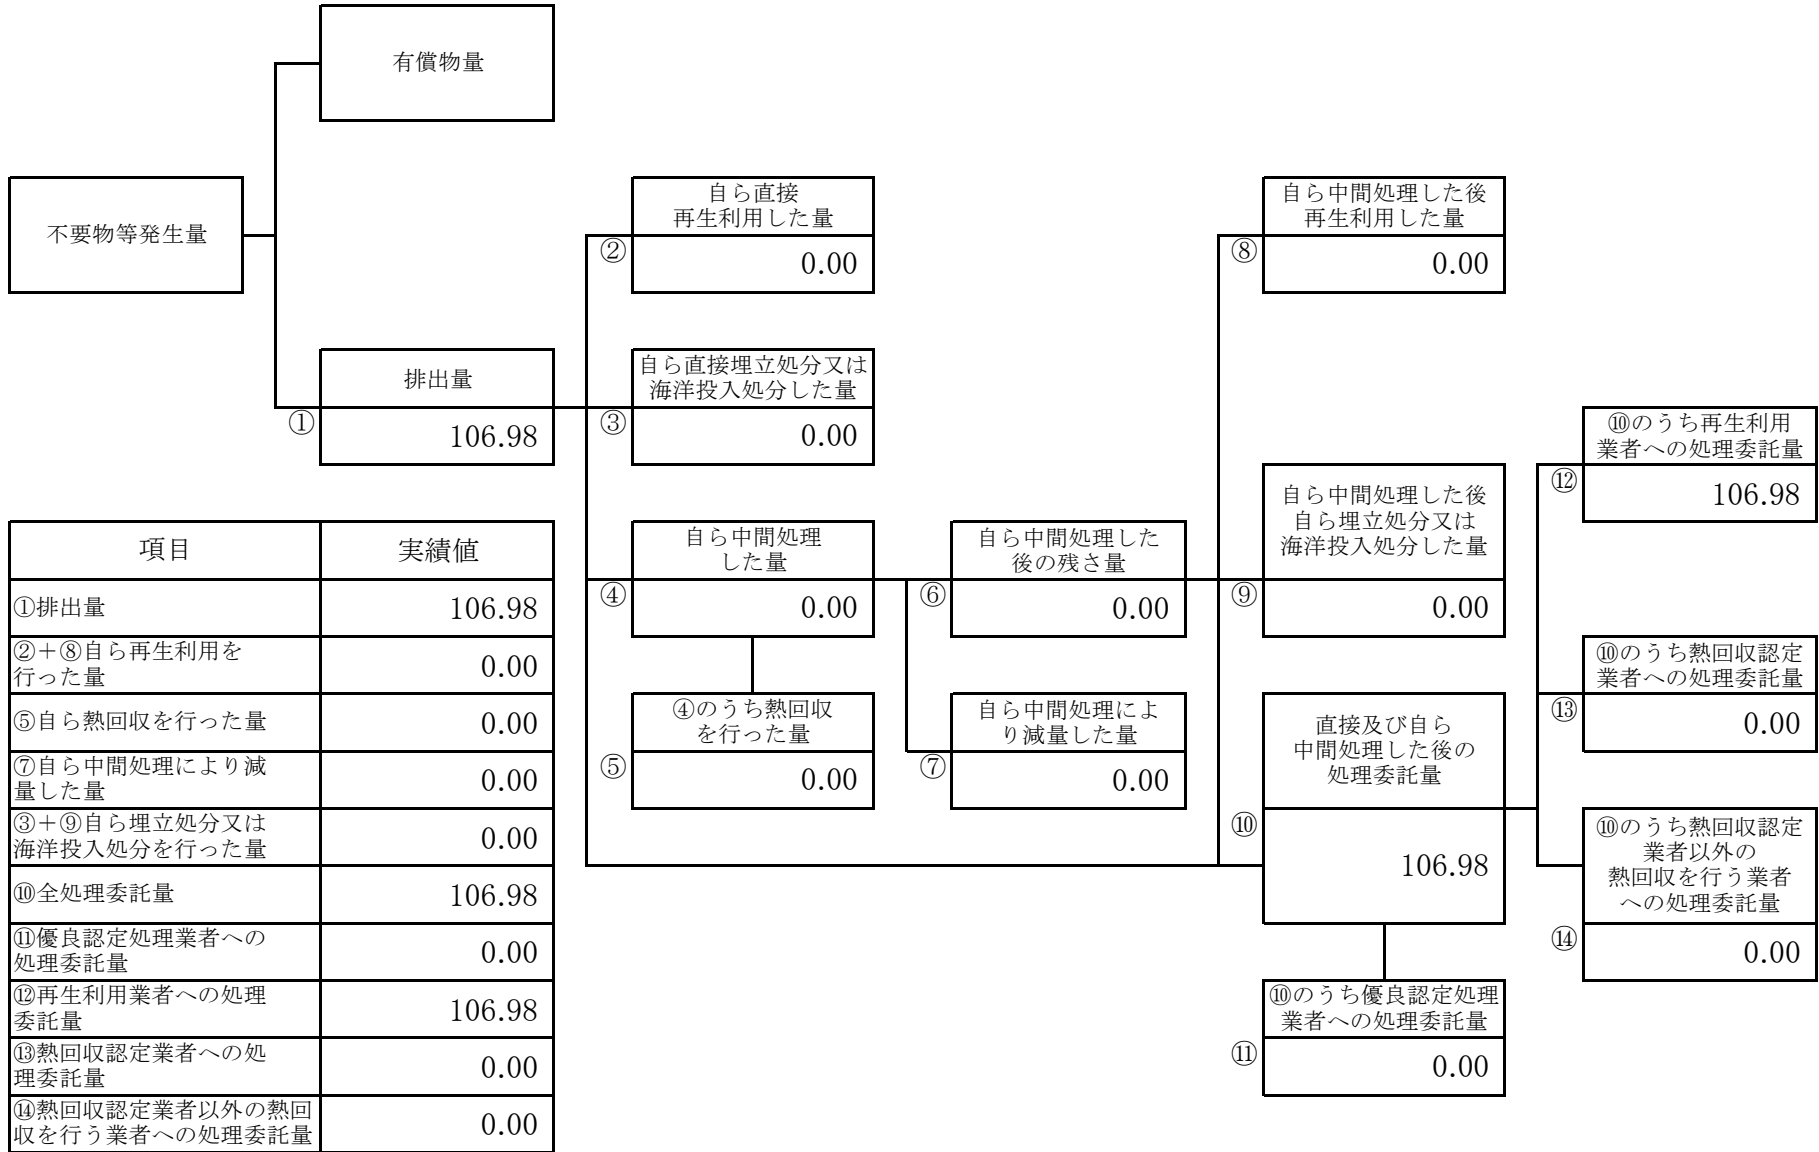 有償物量
不要物等発生量
自ら直接
再生利用した量
②
0.00
自ら中間処理した後
再生利用した量
⑧
0.00
排出量
①
106.98
自ら直接埋立処分又は
海洋投入処分した量
③
0.00
⑩のうち再生利用
業者への処理委託量
⑫
106.98
自ら中間処理
した量
④
0.00
自ら中間処理した
後の残さ量
⑥
0.00
自ら中間処理した後
自ら埋立処分又は
海洋投入処分した量
⑨
0.00
⑩のうち熱回収認定
業者への処理委託量
⑬
0.00
④のうち熱回収
を行った量
⑤
0.00
自ら中間処理によ
り減量した量
⑦
0.00
直接及び自ら
中間処理した後の
処理委託量
⑩
106.98
⑩のうち熱回収認定
業者以外の
熱回収を行う業者
への処理委託量
⑭
0.00
⑩のうち優良認定処理
業者への処理委託量
⑪
0.00
項目 実績値
①排出量 106.98
②＋⑧自ら再生利用を
行った量 0.00
⑤自ら熱回収を行った量 0.00
⑦自ら中間処理により減
量した量 0.00
③＋⑨自ら埋立処分又は
海洋投入処分を行った量 0.00
⑩全処理委託量 106.98
⑪優良認定処理業者への
処理委託量 0.00
⑫再生利用業者への処理
委託量 106.98
⑬熱回収認定業者への処
理委託量 0.00
⑭熱回収認定業者以外の熱回
収を行う業者への処理委託量 0.00